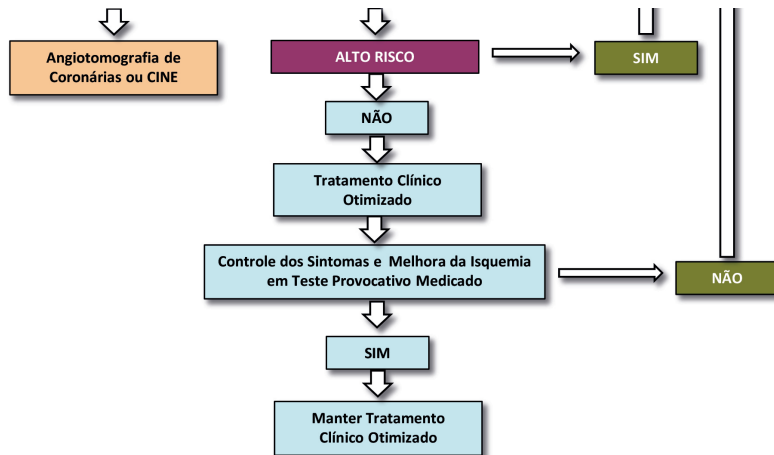 Angiotomografia de
Coronárias ou CINE
ALTO RISCO
SIM
NÃO
Tratamento Clínico
Otimizado
Controle dos Sintomas e Melhora da Isquemia
em Teste Provocativo Medicado
NÃO
SIM
Manter Tratamento
Clínico Otimizado